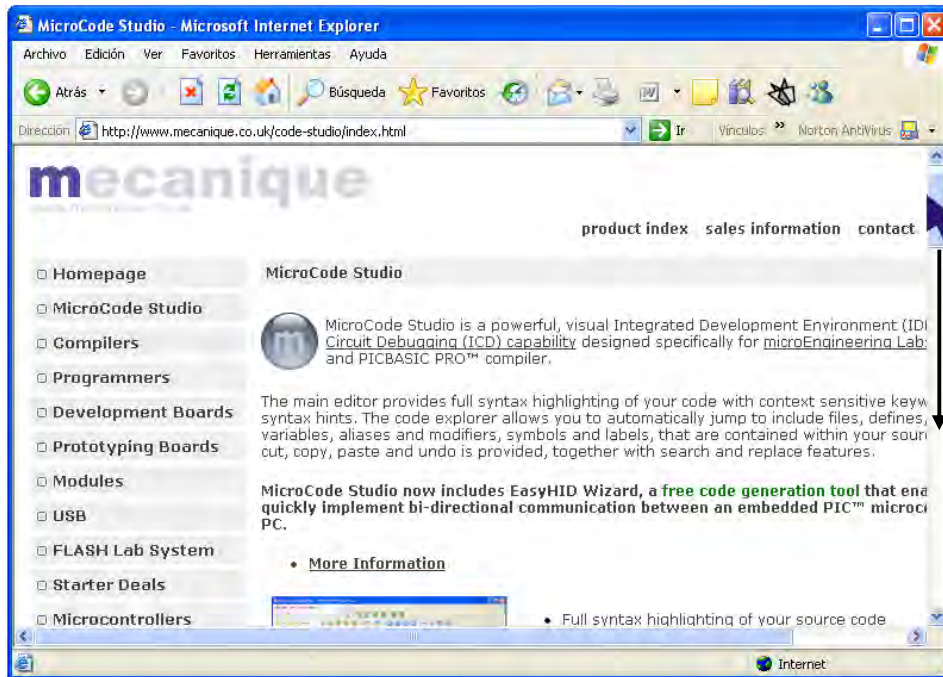 MicroCode Studio - Microsoft Internet Explorer
Archivo Edición Ver Favoritos Herramientas Ayuda
Atrás Búsqueda Favoritos
Dirección http://www.mecanique.co.uk/code-studio/index.html Ir Vínculos » Norton AntiVirus
mecanique
product index sales information contact
Homepage
MicroCode Studio
MicroCode Studio
Compilers
Programmers
Development Boards
Prototyping Boards
Modules
USB
FLASH Lab System
Starter Deals
Microcontrollers
MicroCode Studio is a powerful, visual Integrated Development Environment (IDE
Circuit Debugging (ICD) capability designed specifically for microEngineering Labs
and PICBASIC PRO™ compiler.
The main editor provides full syntax highlighting of your code with context sensitive keyw
syntax hints. The code explorer allows you to automatically jump to include files, defines,
variables, aliases and modifiers, symbols and labels, that are contained within your sour
cut, copy, paste and undo is provided, together with search and replace features.
MicroCode Studio now includes EasyHID Wizard, a free code generation tool that ena
quickly implement bi-directional communication between an embedded PIC™ microc
PC.
More Information
Full syntax highlighting of your source code
Internet